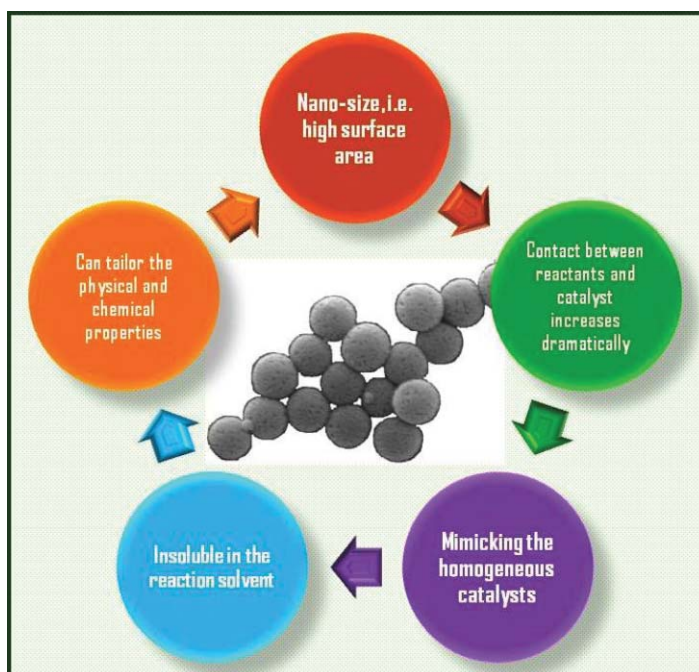 Nano-size, i.e.
high surface
area
Contact between
reactants and
catalyst
increases
dramatically
Mimicking the
homogeneous
catalysts
Insoluble in the
reaction solvent
Can tailor the
physical and
chemical
properties